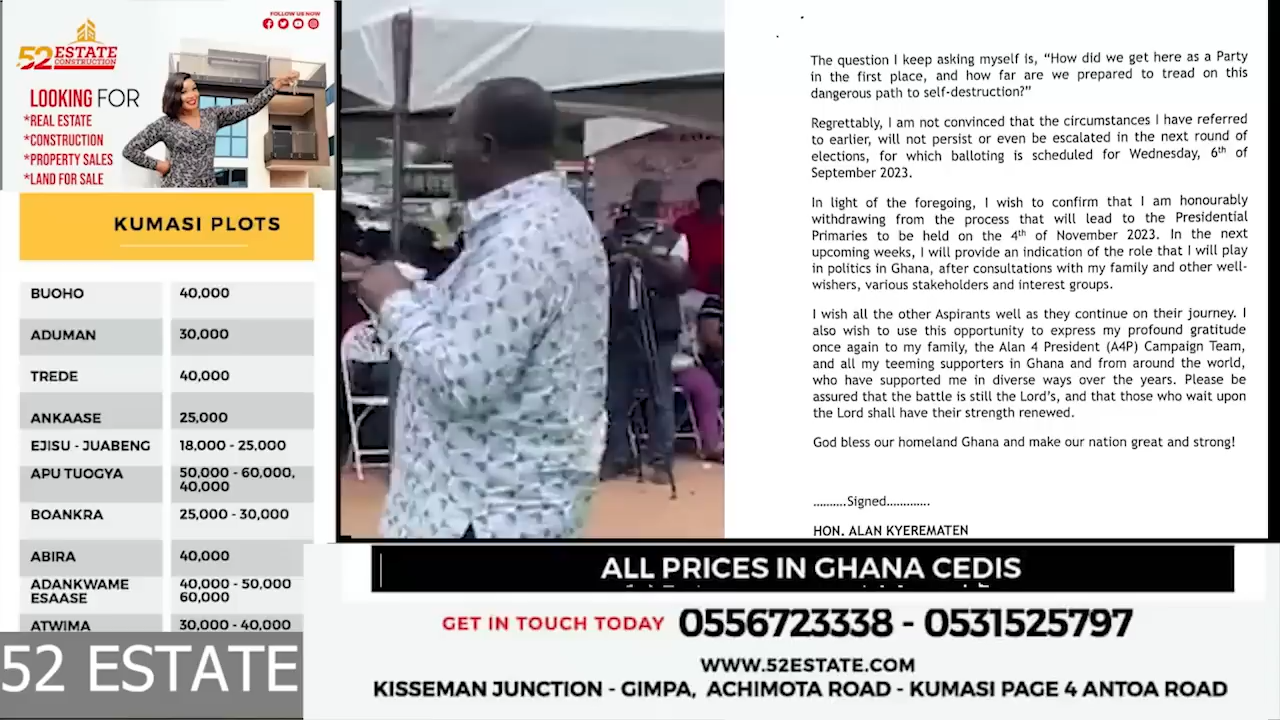 FOLLOW US NOW
52 ESTATE
CONSTRUCTION
LOOKING FOR
*REAL ESTATE
*CONSTRUCTION
*PROPERTY SALES
*LAND FOR SALE
KUMASI PLOTS
BUOHO 40,000
ADUMAN 30,000
TREDE 40,000
ANKAASE 25,000
EJISU - JUABENG 18,000 - 25,000
APU TUOGYA 50,000 - 60,000,
40,000
BOANKRA 25,000 - 30,000
ABIRA 40,000
ADANKWAME 40,000 - 50,000
ESAASE 60,000
ATWIMA 30,000 - 40,000
52 ESTATE
The question I keep asking myself is, “How did we get here as a Party
in the first place, and how far are we prepared to tread on this
dangerous path to self-destruction?”
Regrettably, I am not convinced that the circumstances I have referred
to earlier, will not persist or even be escalated in the next round of
elections, for which balloting is scheduled for Wednesday, 6th of
September 2023.
In light of the foregoing, I wish to confirm that I am honourably
withdrawing from the process that will lead to the Presidential
Primaries to be held on the 4th of November 2023. In the next
upcoming weeks, I will provide an indication of the role that I will play
in politics in Ghana, after consultations with my family and other well-
wishers, various stakeholders and interest groups.
I wish all the other Aspirants well as they continue on their journey. I
also wish to use this opportunity to express my profound gratitude
once again to my family, the Alan 4 President (A4P) Campaign Team,
and all my teeming supporters in Ghana and from around the world,
who have supported me in diverse ways over the years. Please be
assured that the battle is still the Lord’s, and that those who wait upon
the Lord shall have their strength renewed.
God bless our homeland Ghana and make our nation great and strong!
..........Signed.............
HON. ALAN KYEREMATEN
ALL PRICES IN GHANA CEDIS
GET IN TOUCH TODAY 0556723338 - 0531525797
WWW.52ESTATE.COM
KISSEMAN JUNCTION - GIMPA, ACHIMOTA ROAD - KUMASI PAGE 4 ANTOA ROAD